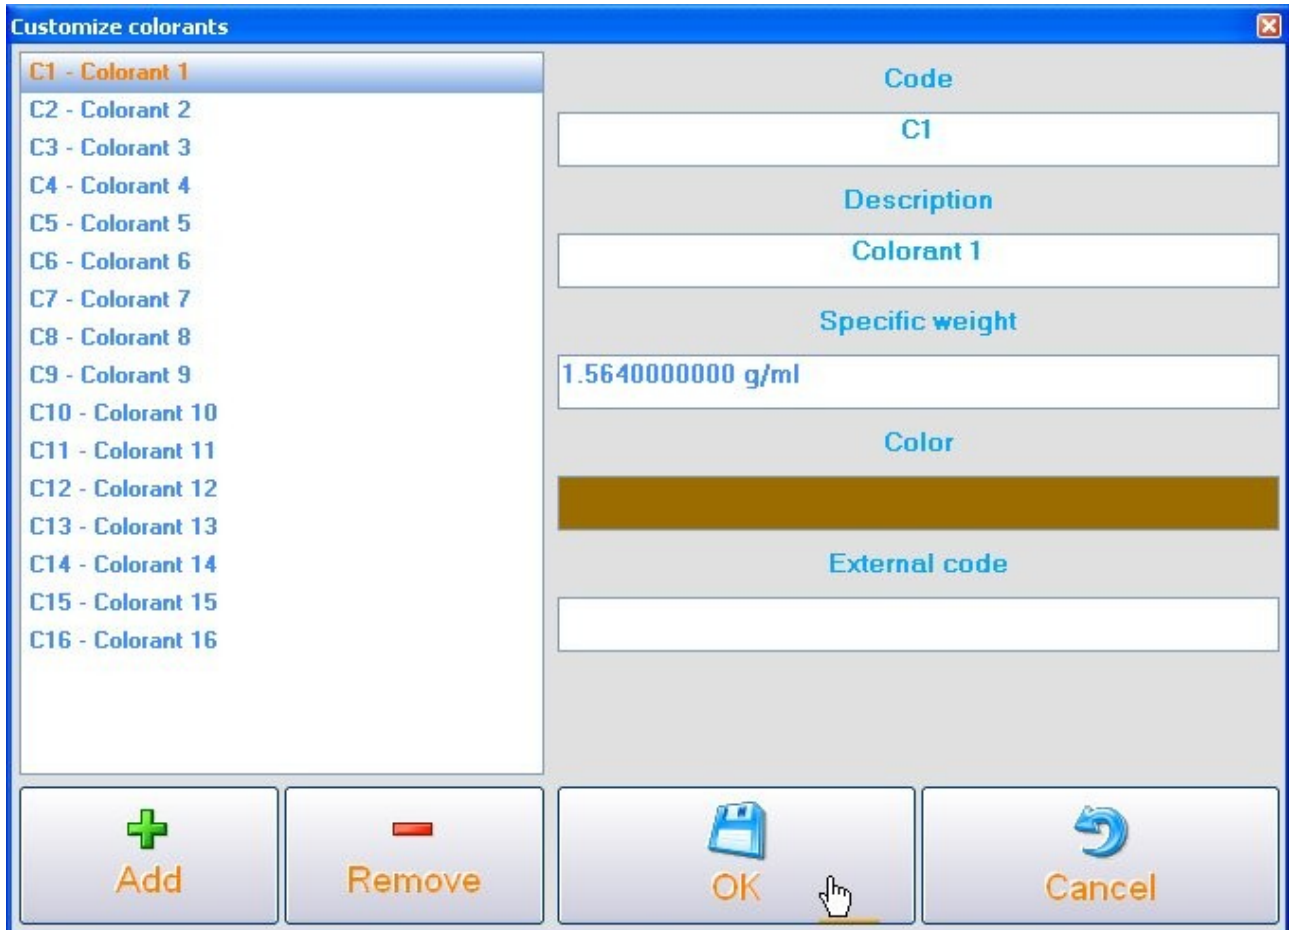 Customize colorants
C1 - Colorant 1
C2 - Colorant 2
C3 - Colorant 3
C4 - Colorant 4
C5 - Colorant 5
C6 - Colorant 6
C7 - Colorant 7
C8 - Colorant 8
C9 - Colorant 9
C10 - Colorant 10
C11 - Colorant 11
C12 - Colorant 12
C13 - Colorant 13
C14 - Colorant 14
C15 - Colorant 15
C16 - Colorant 16
Code
C1
Description
Colorant 1
Specific weight
1.5640000000 g/ml
Color
External code
Add
Remove
OK
Cancel